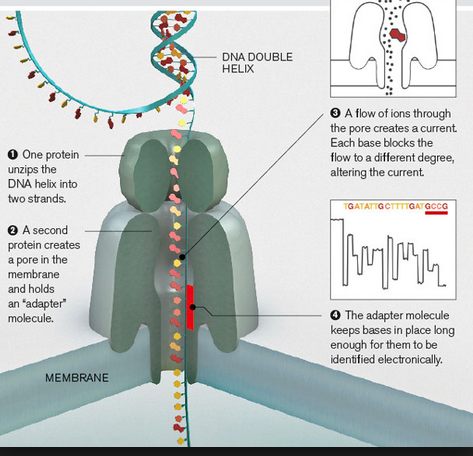 DNA DOUBLE
HELIX
❶ One protein
unzips the
DNA helix into
two strands.
❷ A second
protein creates
a pore in the
membrane
and holds
an “adapter”
molecule.
❸ A flow of ions through
the pore creates a current.
Each base blocks the
flow to a different degree,
altering the current.
TGATATTGCTTTTGATGCCG
❹ The adapter molecule
keeps bases in place long
enough for them to be
identified electronically.
MEMBRANE